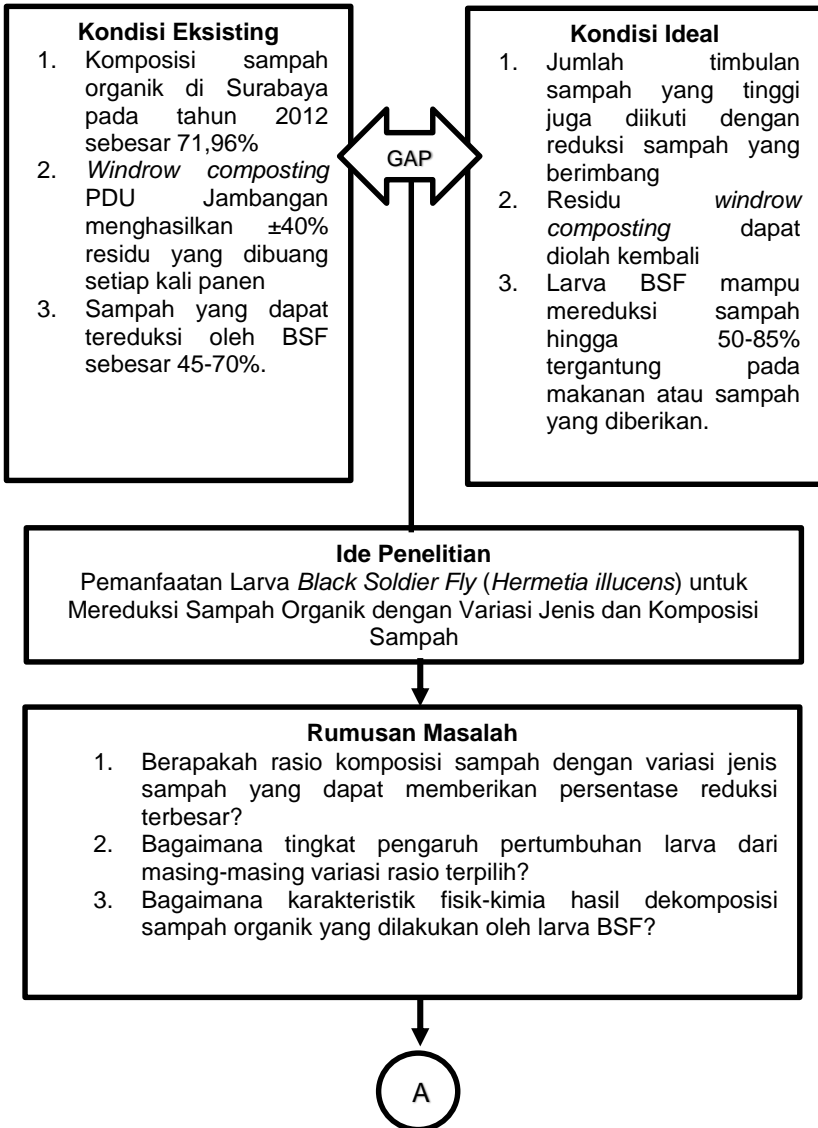 Kondisi Eksisting
1. Komposisi sampah
organik di Surabaya
pada tahun 2012
sebesar 71,96%
2. Windrow composting
PDU Jambangan
menghasilkan ±40%
residu yang dibuang
setiap kali panen
3. Sampah yang dapat
tereduksi oleh BSF
sebesar 45-70%.
GAP
Kondisi Ideal
1. Jumlah timbulan
sampah yang tinggi
juga diikuti dengan
reduksi sampah yang
berimbang
2. Residu windrow
composting dapat
diolah kembali
3. Larva BSF mampu
mereduksi sampah
hingga 50-85%
tergantung pada
makanan atau sampah
yang diberikan.
Ide Penelitian
Pemanfaatan Larva Black Soldier Fly (Hermetia illucens) untuk
Mereduksi Sampah Organik dengan Variasi Jenis dan Komposisi
Sampah
Rumusan Masalah
1. Berapakah rasio komposisi sampah dengan variasi jenis
sampah yang dapat memberikan persentase reduksi
terbesar?
2. Bagaimana tingkat pengaruh pertumbuhan larva dari
masing-masing variasi rasio terpilih?
3. Bagaimana karakteristik fisik-kimia hasil dekomposisi
sampah organik yang dilakukan oleh larva BSF?
A